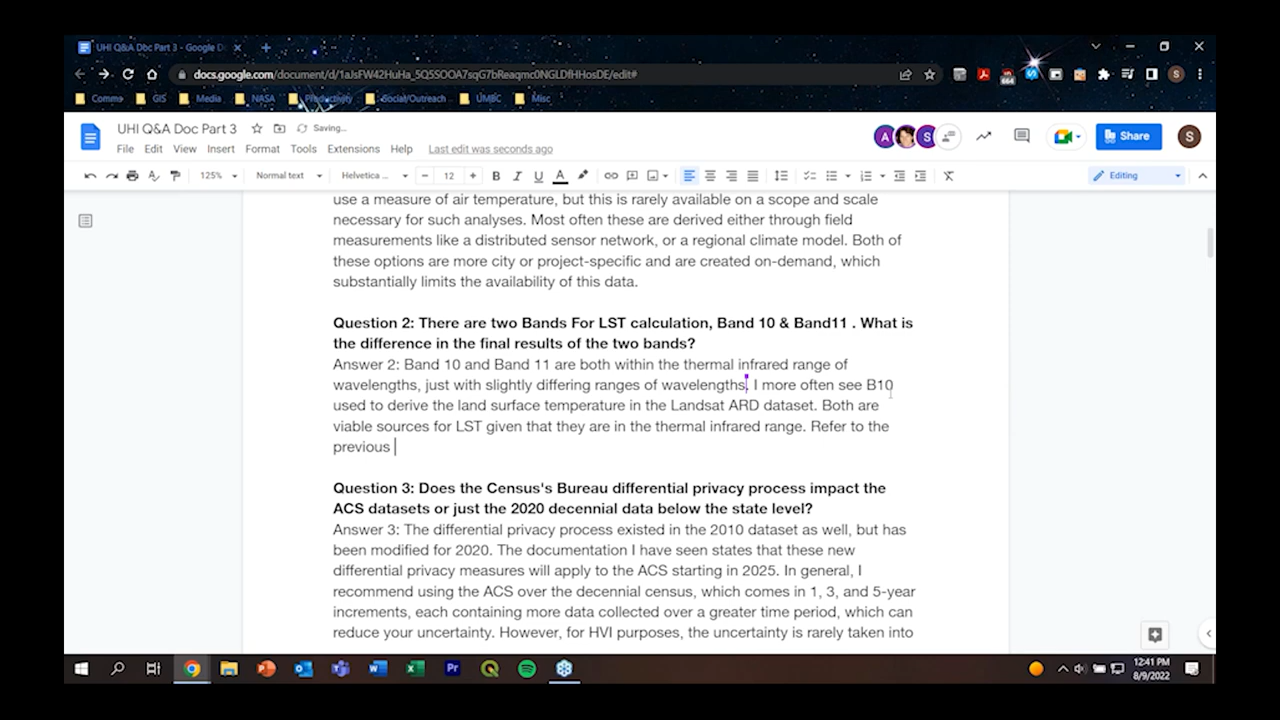 UHI Q&A Doc Part 3 - Google D
docs.google.com/document/d/
Comms GIS Media NASA Productivity Social/Outreach UMBC Misc
UHI Q&A Doc Part 3 Saving...
File Edit View Insert Format Tools Extensions Help Last edit was seconds ago
Share
125% Normal text Helvetica ... 12 Editing
use a measure of air temperature, but this is rarely available on a scope and scale
necessary for such analyses. Most often these are derived either through field
measurements like a distributed sensor network, or a regional climate model. Both of
these options are more city or project-specific and are created on-demand, which
substantially limits the availability of this data.
Question 2: There are two Bands For LST calculation, Band 10 & Band11 . What is
the difference in the final results of the two bands?
Answer 2: Band 10 and Band 11 are both within the thermal infrared range of
wavelengths, just with slightly differing ranges of wavelengths. I more often see B10
used to derive the land surface temperature in the Landsat ARD dataset. Both are
viable sources for LST given that they are in the thermal infrared range. Refer to the
previous
Question 3: Does the Census's Bureau differential privacy process impact the
ACS datasets or just the 2020 decennial data below the state level?
Answer 3: The differential privacy process existed in the 2010 dataset as well, but has
been modified for 2020. The documentation I have seen states that these new
differential privacy measures will apply to the ACS starting in 2025. In general, I
recommend using the ACS over the decennial census, which comes in 1, 3, and 5-year
increments, each containing more data collected over a greater time period, which can
reduce your uncertainty. However, for HVI purposes, the uncertainty is rarely taken into
12:41 PM
8/9/2022